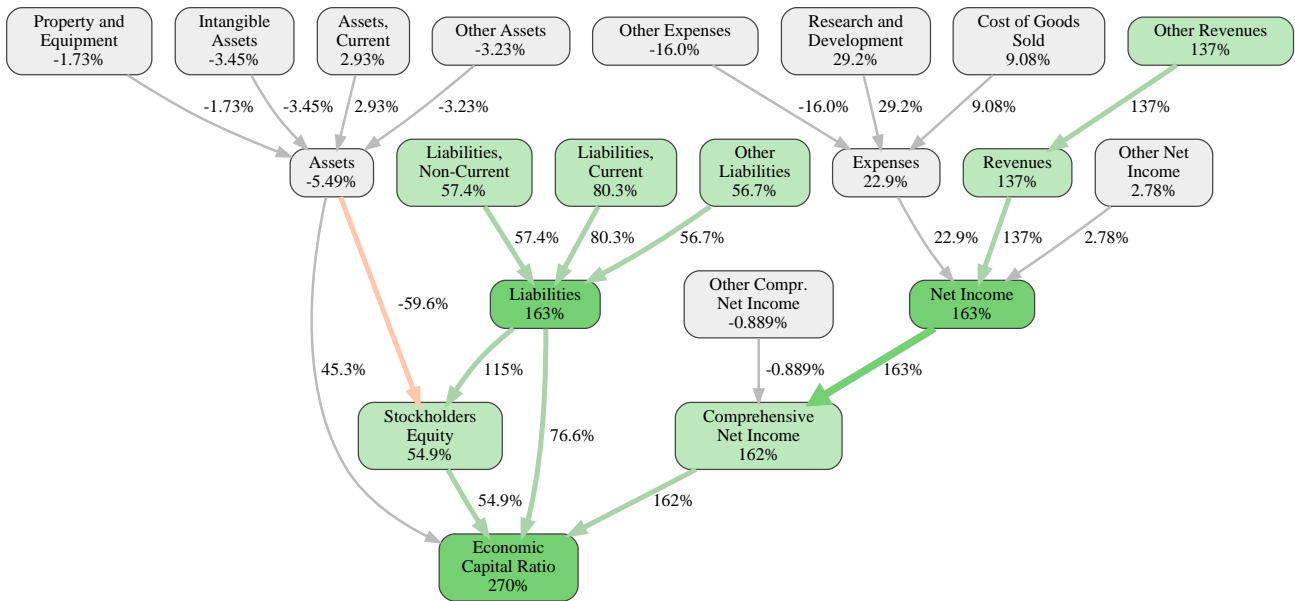 Property and
Equipment
-1.73%
Intangible
Assets
-3.45%
Assets,
Current
2.93%
Other Assets
-3.23%
Other Expenses
-16.0%
Research and
Development
29.2%
Cost of Goods
Sold
9.08%
Other Revenues
137%
-1.73%
-3.45%
2.93%
-3.23%
-16.0%
29.2%
9.08%
137%
Assets
-5.49%
Liabilities,
Non-Current
57.4%
Liabilities,
Current
80.3%
Other
Liabilities
56.7%
Expenses
22.9%
Revenues
137%
Other Net
Income
2.78%
57.4%
80.3%
56.7%
22.9%
137%
2.78%
-59.6%
Liabilities
163%
Other Compr.
Net Income
-0.889%
Net Income
163%
45.3%
115%
-0.889%
163%
Stockholders
Equity
54.9%
76.6%
Comprehensive
Net Income
162%
54.9%
162%
Economic
Capital Ratio
270%